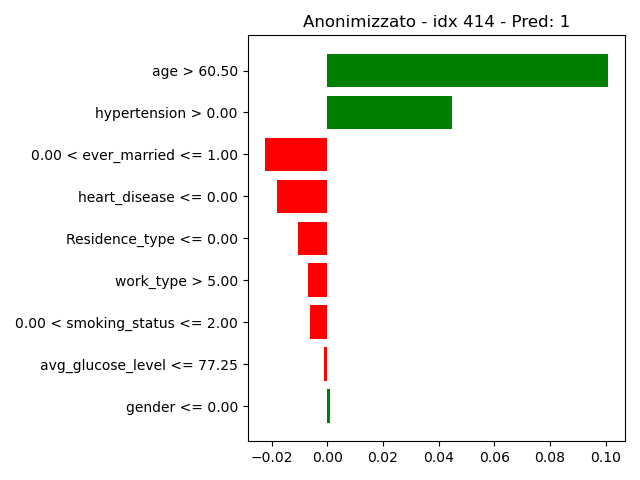 Anonimizzato - idx 414 - Pred: 1
age > 60.50
hypertension > 0.00
0.00 < ever_married <= 1.00
heart_disease <= 0.00
Residence_type <= 0.00
work_type > 5.00
0.00 < smoking_status <= 2.00
avg_glucose_level <= 77.25
gender <= 0.00
−0.02 0.00 0.02 0.04 0.06 0.08 0.10